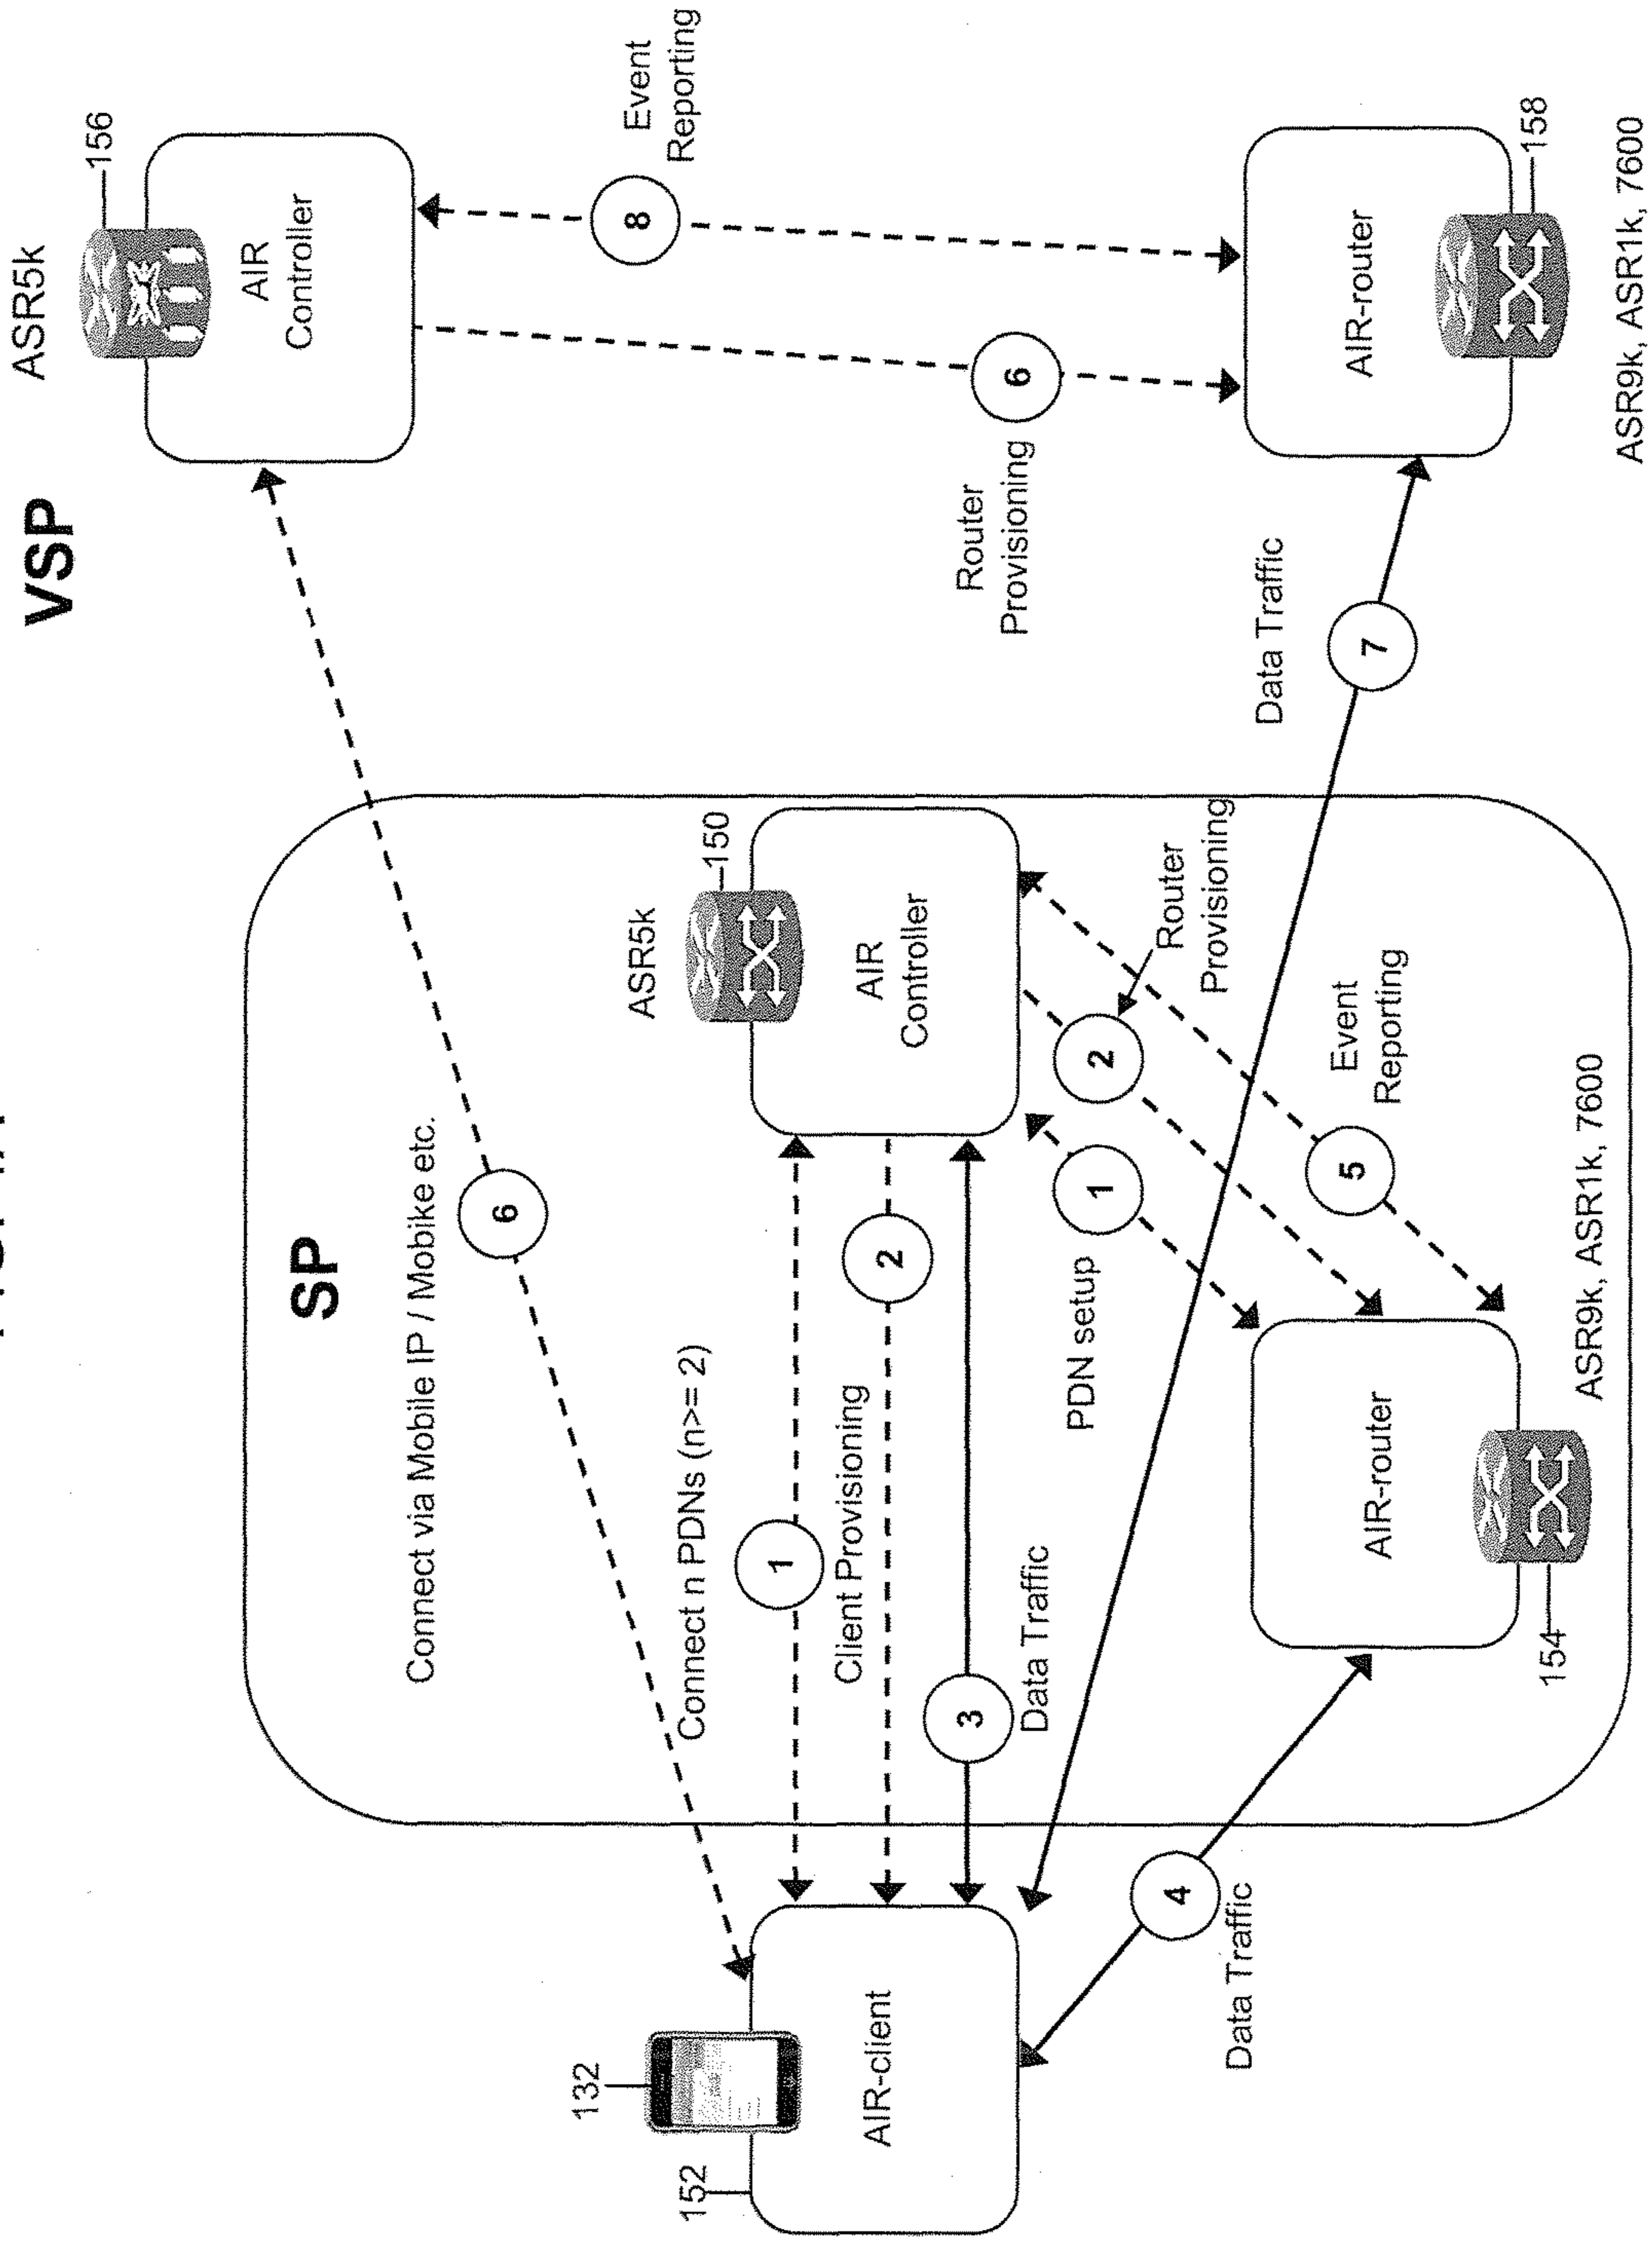 VSP
ASR5k
156
AIR
Controller
SP
Connect via Mobile IP / Mobike etc.
6
8
Event
Reporting
132
152
AIR-client
ASR5k
150
AIR
Controller
Connect n PDNs (n>= 2)
1
Client Provisioning
2
3
Data Traffic
Router
Provisioning
6
PDN setup
1
2
Router
Provisioning
4
Data Traffic
Data Traffic
7
5
Event
Reporting
AIR-router
154
ASR9k, ASR1k, 7600
AIR-router
158
ASR9k, ASR1k, 7600